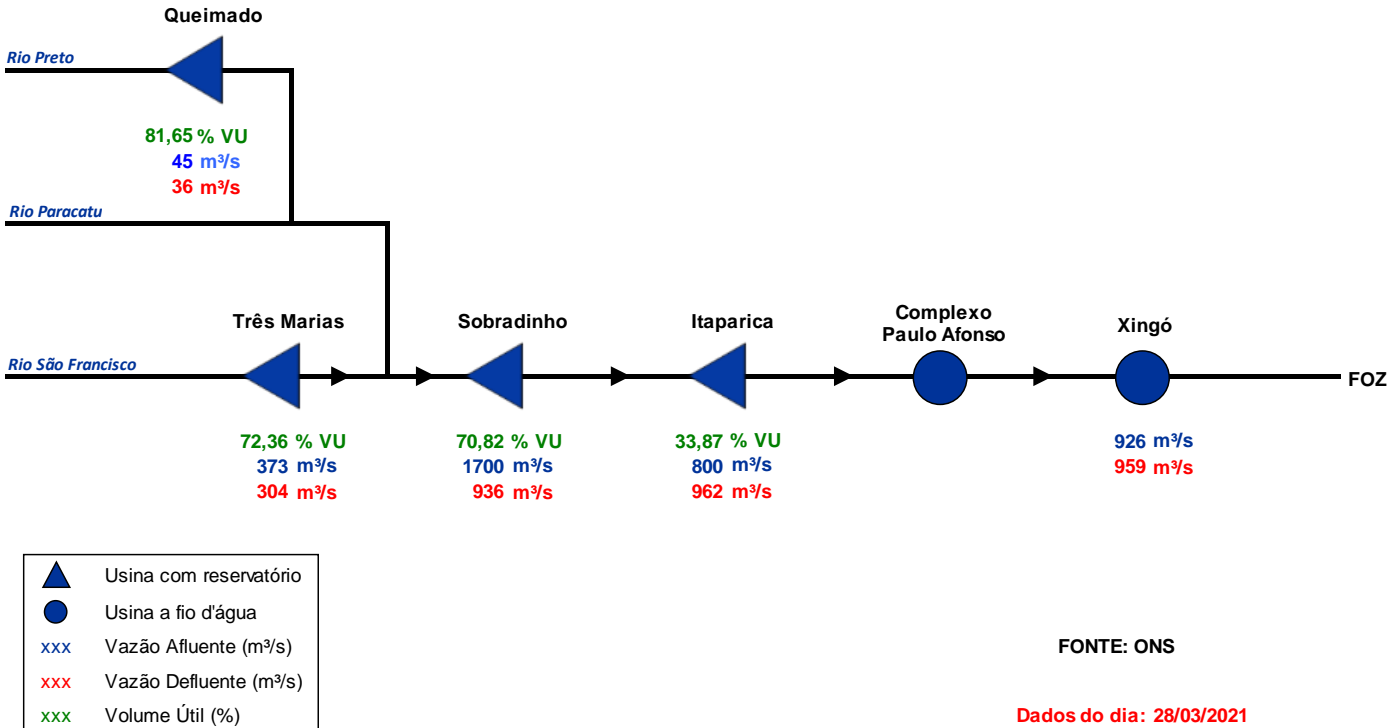 Queimado
Rio Preto
81,65 % VU
45 m³/s
36 m³/s
Rio Paracatu
Três Marias
Sobradinho
Itaparica
Complexo
Paulo Afonso
Xingó
Rio São Francisco
FOZ
72,36 % VU
373 m³/s
304 m³/s
70,82 % VU
1700 m³/s
936 m³/s
33,87 % VU
800 m³/s
962 m³/s
926 m³/s
959 m³/s
Usina com reservatório
Usina a fio d'água
xxx Vazão Afluente (m³/s)
xxx Vazão Defluente (m³/s)
xxx Volume Útil (%)
FONTE: ONS
Dados do dia: 28/03/2021